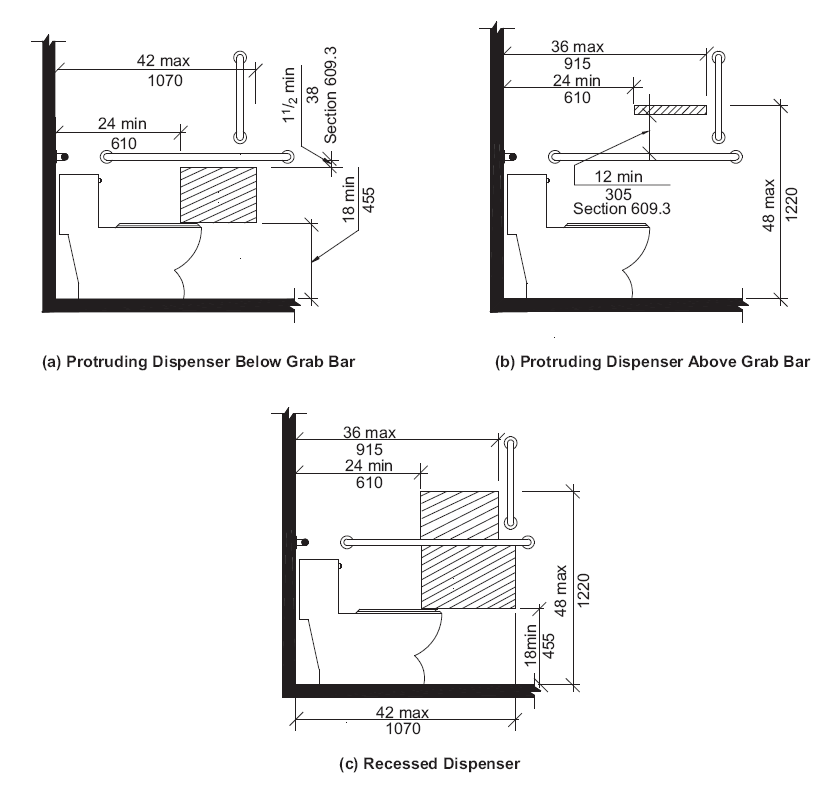 42 max
1070
24 min
610
1 1/2 min
38
Section 609.3
18 min
455
(a) Protruding Dispenser Below Grab Bar
36 max
915
24 min
610
12 min
305
Section 609.3
48 max
1220
(b) Protruding Dispenser Above Grab Bar
36 max
915
24 min
610
48 max
1220
18min
455
42 max
1070
(c) Recessed Dispenser